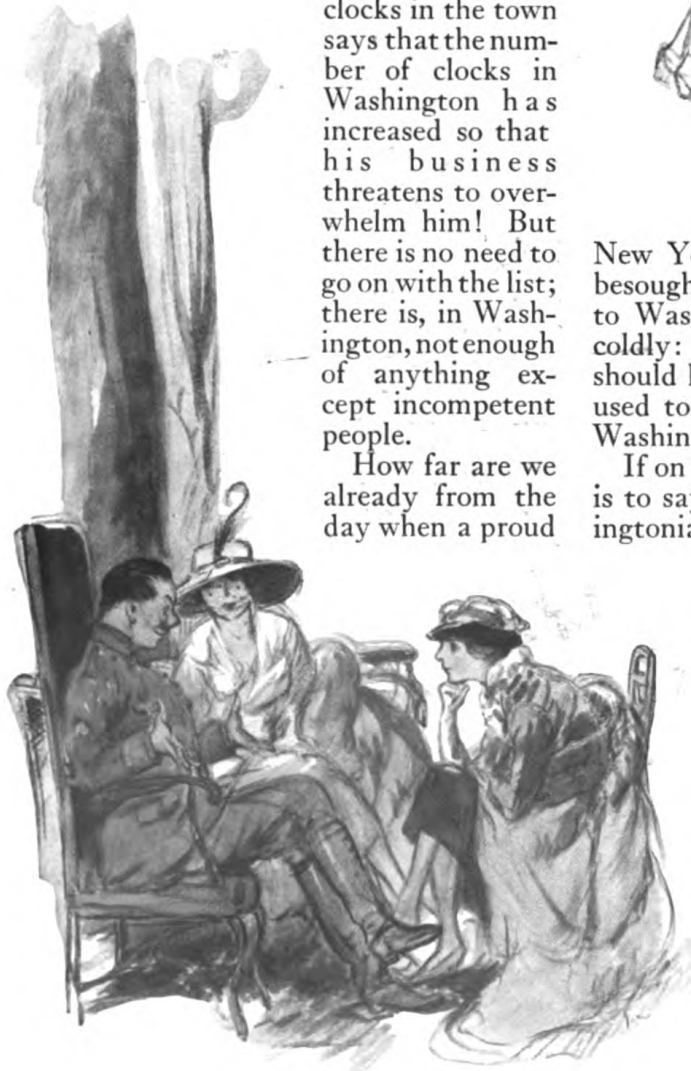 clocks in the town
says that the num-
ber of clocks in
Washington has
increased so that
his business
threatens to over-
whelm him! But
there is no need to
go on with the list;
there is, in Wash-
ington, not enough
of anything ex-
cept incompetent
people.
How far are we
already from the
day when a proud
New Y
besough
to Was
coldly:
should
used to
Washin
If on
is to say
ingtonia